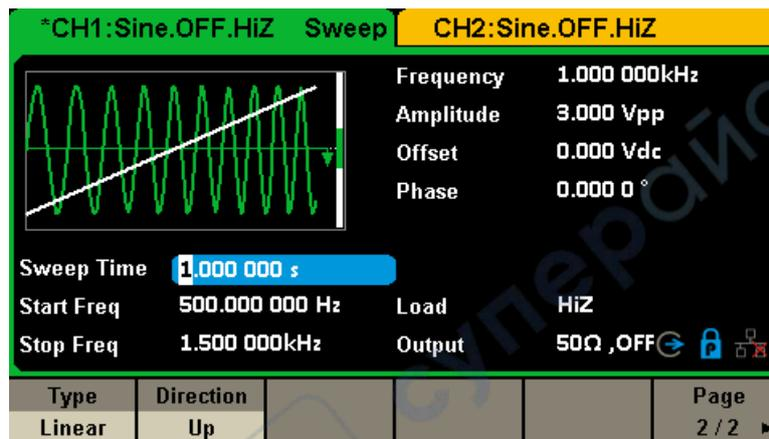 *CH1:Sine.OFF.HiZ Sweep CH2:Sine.OFF.HiZ
Frequency 1.000 000kHz
Amplitude 3.000 Vpp
Offset 0.000 Vdc
Phase 0.000 0 °
Sweep Time 1.000 000 s
Start Freq 500.000 000 Hz Load HiZ
Stop Freq 1.500 000kHz Output 50Ω ,OFF
Type Direction Page
Linear Up 2 / 2 ►
суперайс